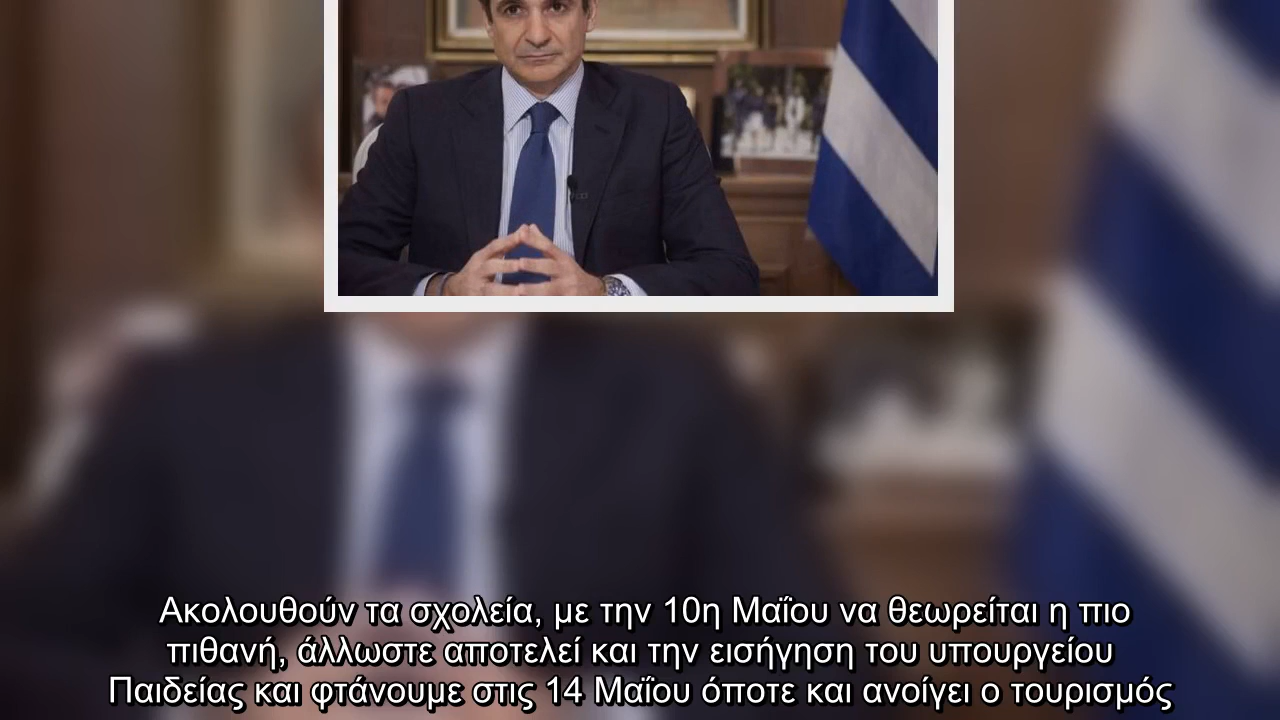 Ακολουθούν τα σχολεία, με την 10η Μαΐου να θεωρείται η πιο
πιθανή, άλλωστε αποτελεί και την εισήγηση του υπουργείου
Παιδείας και φτάνουμε στις 14 Μαΐου όποτε και ανοίγει ο τουρισμός